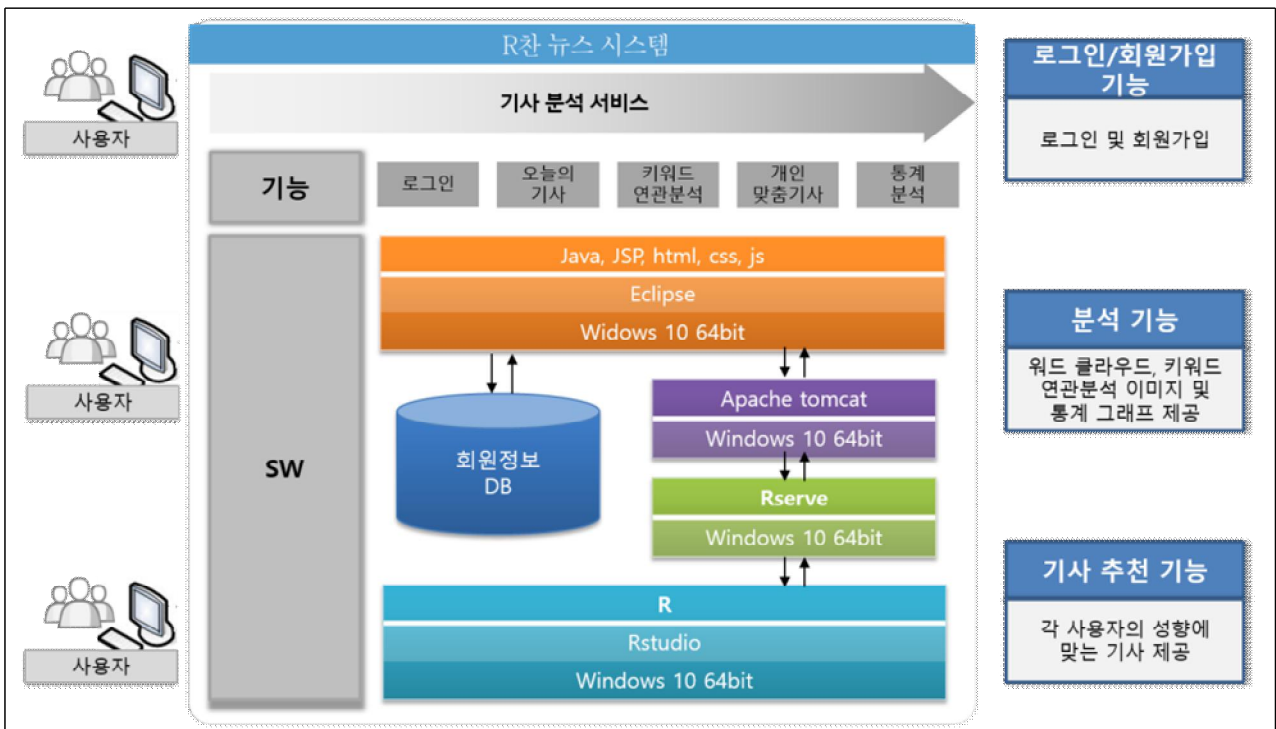 R찬 뉴스 시스템
기사 분석 서비스
사용자
기능
로그인
오늘의
기사
키워드
연관분석
개인
맞춤기사
통계
분석
SW
Java, JSP, html, css, js
Eclipse
Widows 10 64bit
사용자
회원정보
DB
Apache tomcat
Windows 10 64bit
Rserve
Windows 10 64bit
R
Rstudio
Windows 10 64bit
사용자
로그인/회원가입
기능
로그인 및 회원가입
분석 기능
워드 클라우드, 키워드
연관분석 이미지 및
통계 그래프 제공
기사 추천 기능
각 사용자의 성향에
맞는 기사 제공